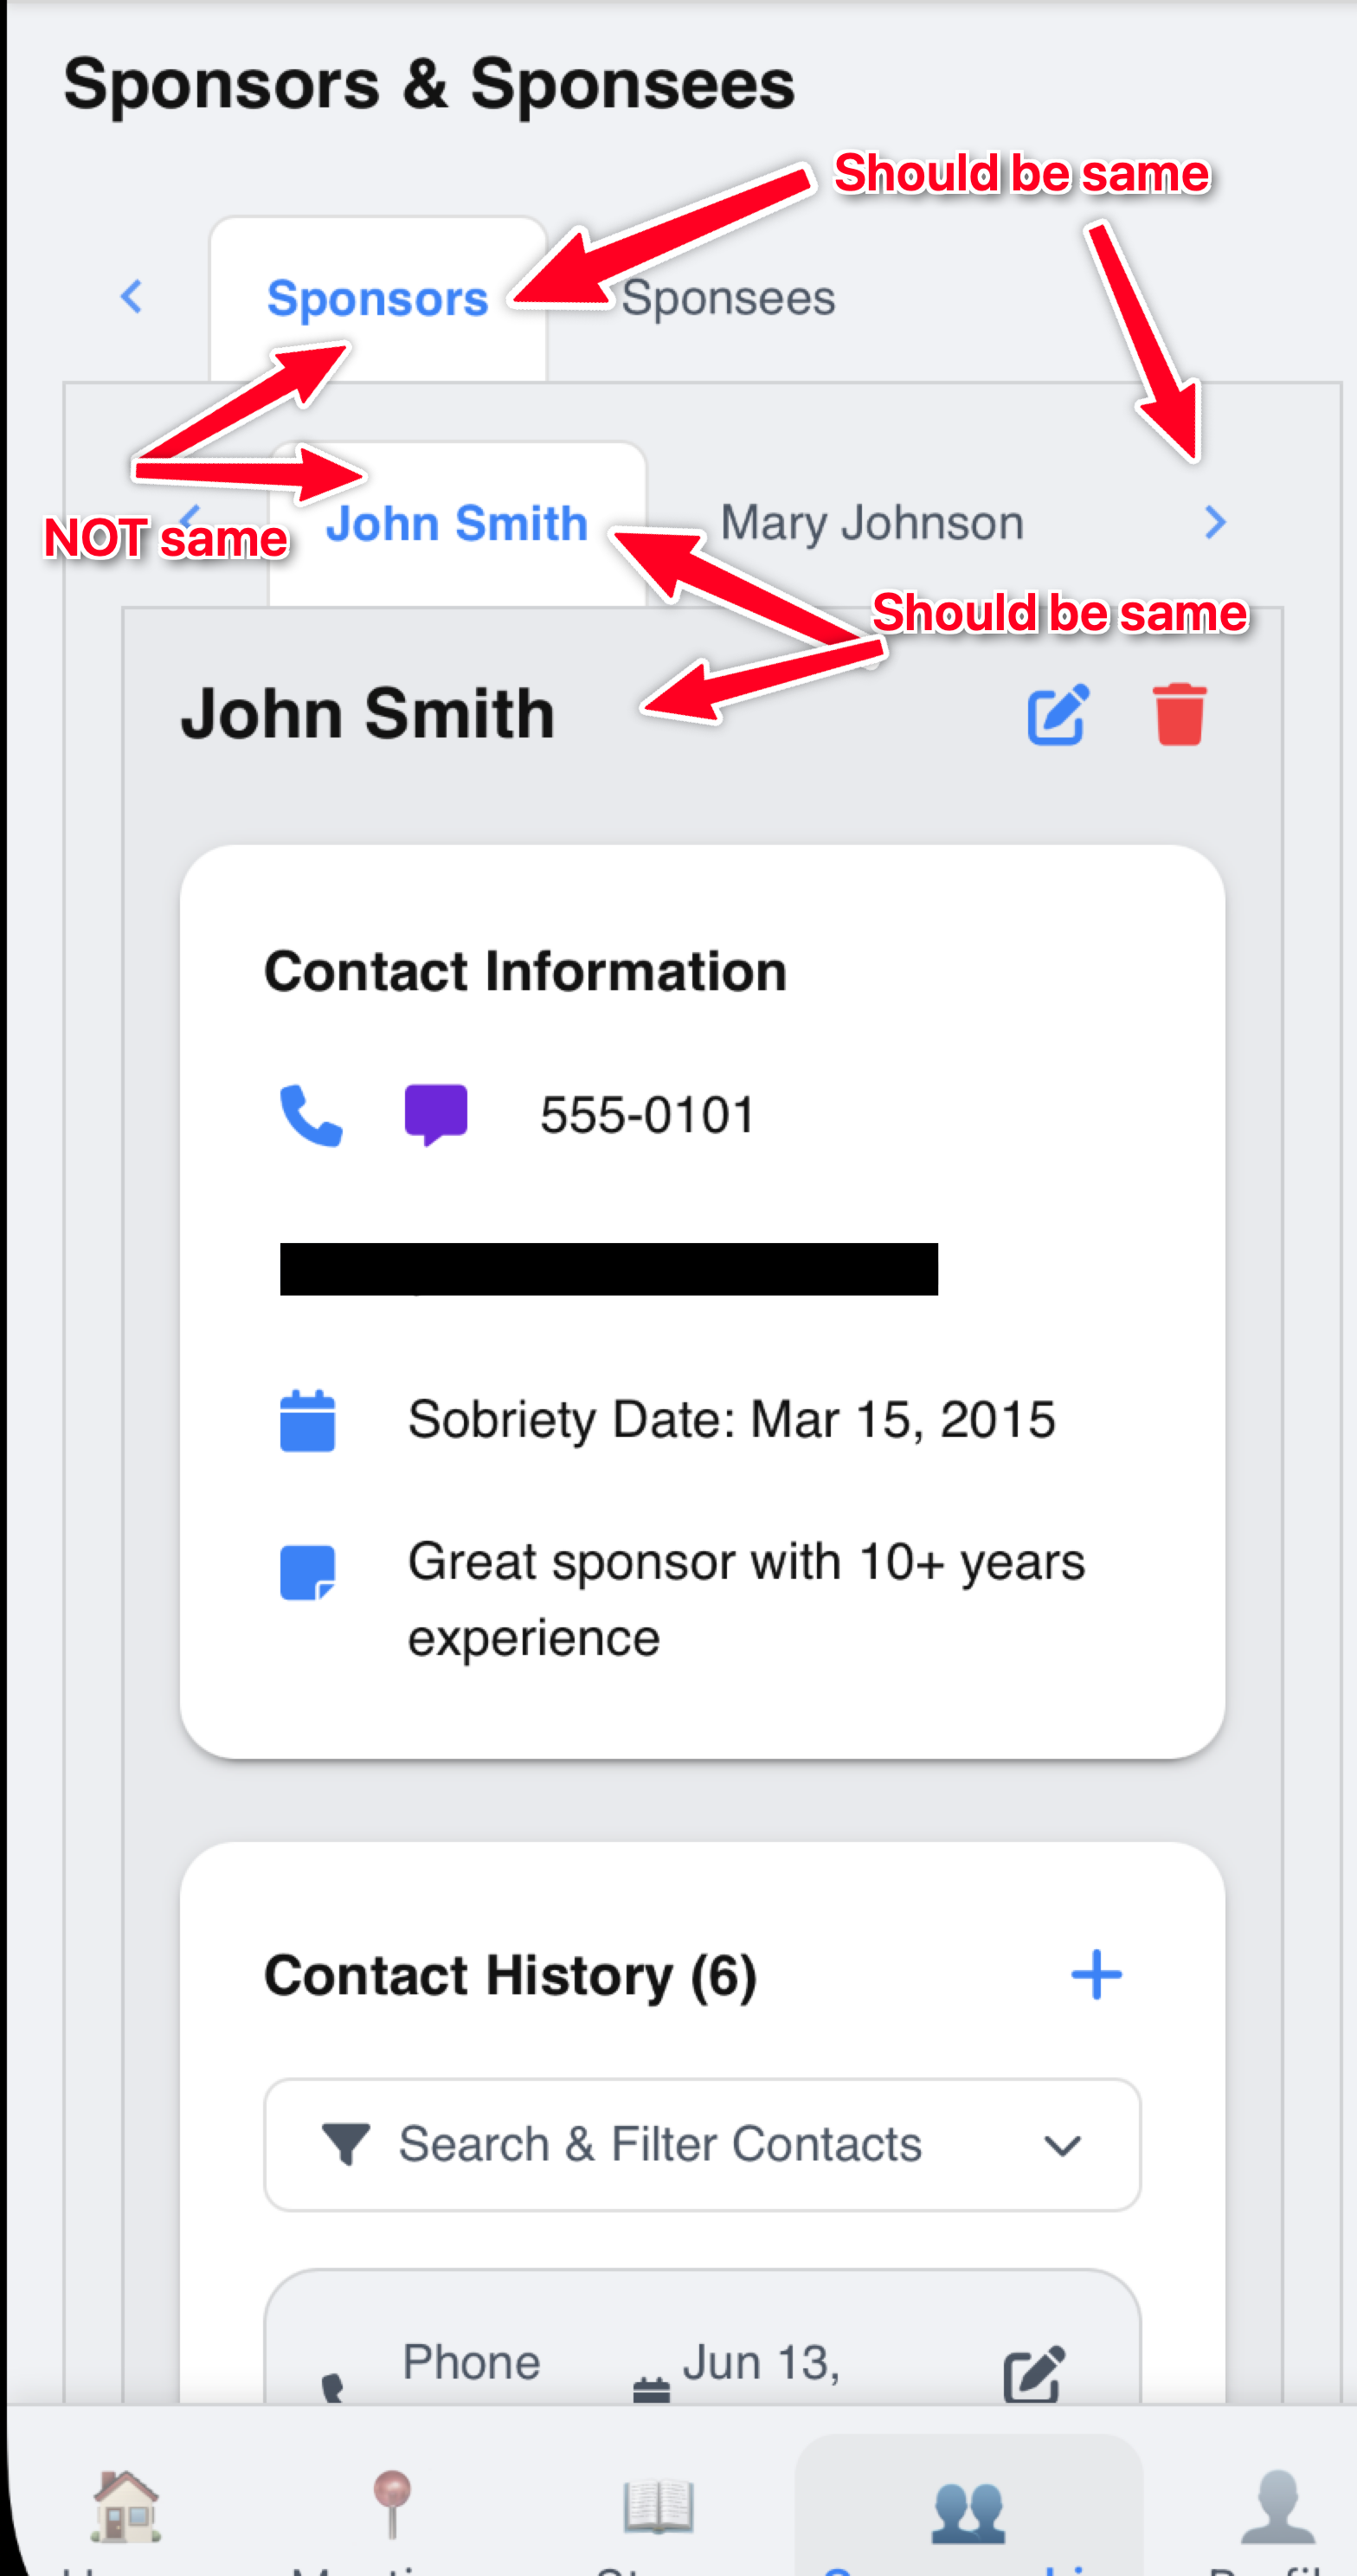 Sponsors & Sponsees
Should be same
Sponsors
Sponsees
NOT same
John Smith
Mary Johnson
Should be same
John Smith
Contact Information
555-0101
Sobriety Date: Mar 15, 2015
Great sponsor with 10+ years
experience
Contact History (6)
Search & Filter Contacts
Phone
Jun 13,